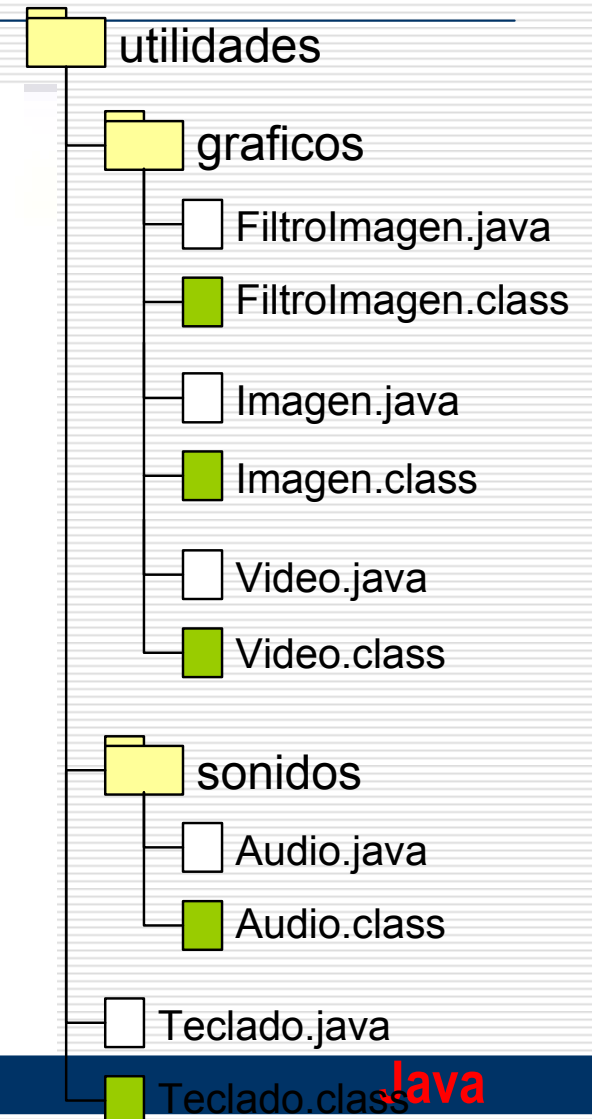 utilidades
graficos
FiltroImagen.java
FiltroImagen.class
Imagen.java
Imagen.class
Video.java
Video.class
sonidos
Audio.java
Audio.class
Teclado.java
Teclado.class
Java